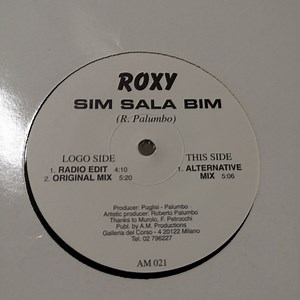 ROXY
SIM SALA BIM
(R. Palumbo)
LOGO SIDE
1. RADIO EDIT 4:10
2. ORIGINAL MIX 5:20
THIS SIDE
1. ALTERNATIVE
MIX 5:06
Producer: Puglisi - Palumbo
Artistic producer: Roberto Palumbo
Thanks to Murolo, F. Petrucchi
Publ. by A.M. Productions
Galleria del Corso - 4 20122 Milano
Tel. 02 796227
AM 021